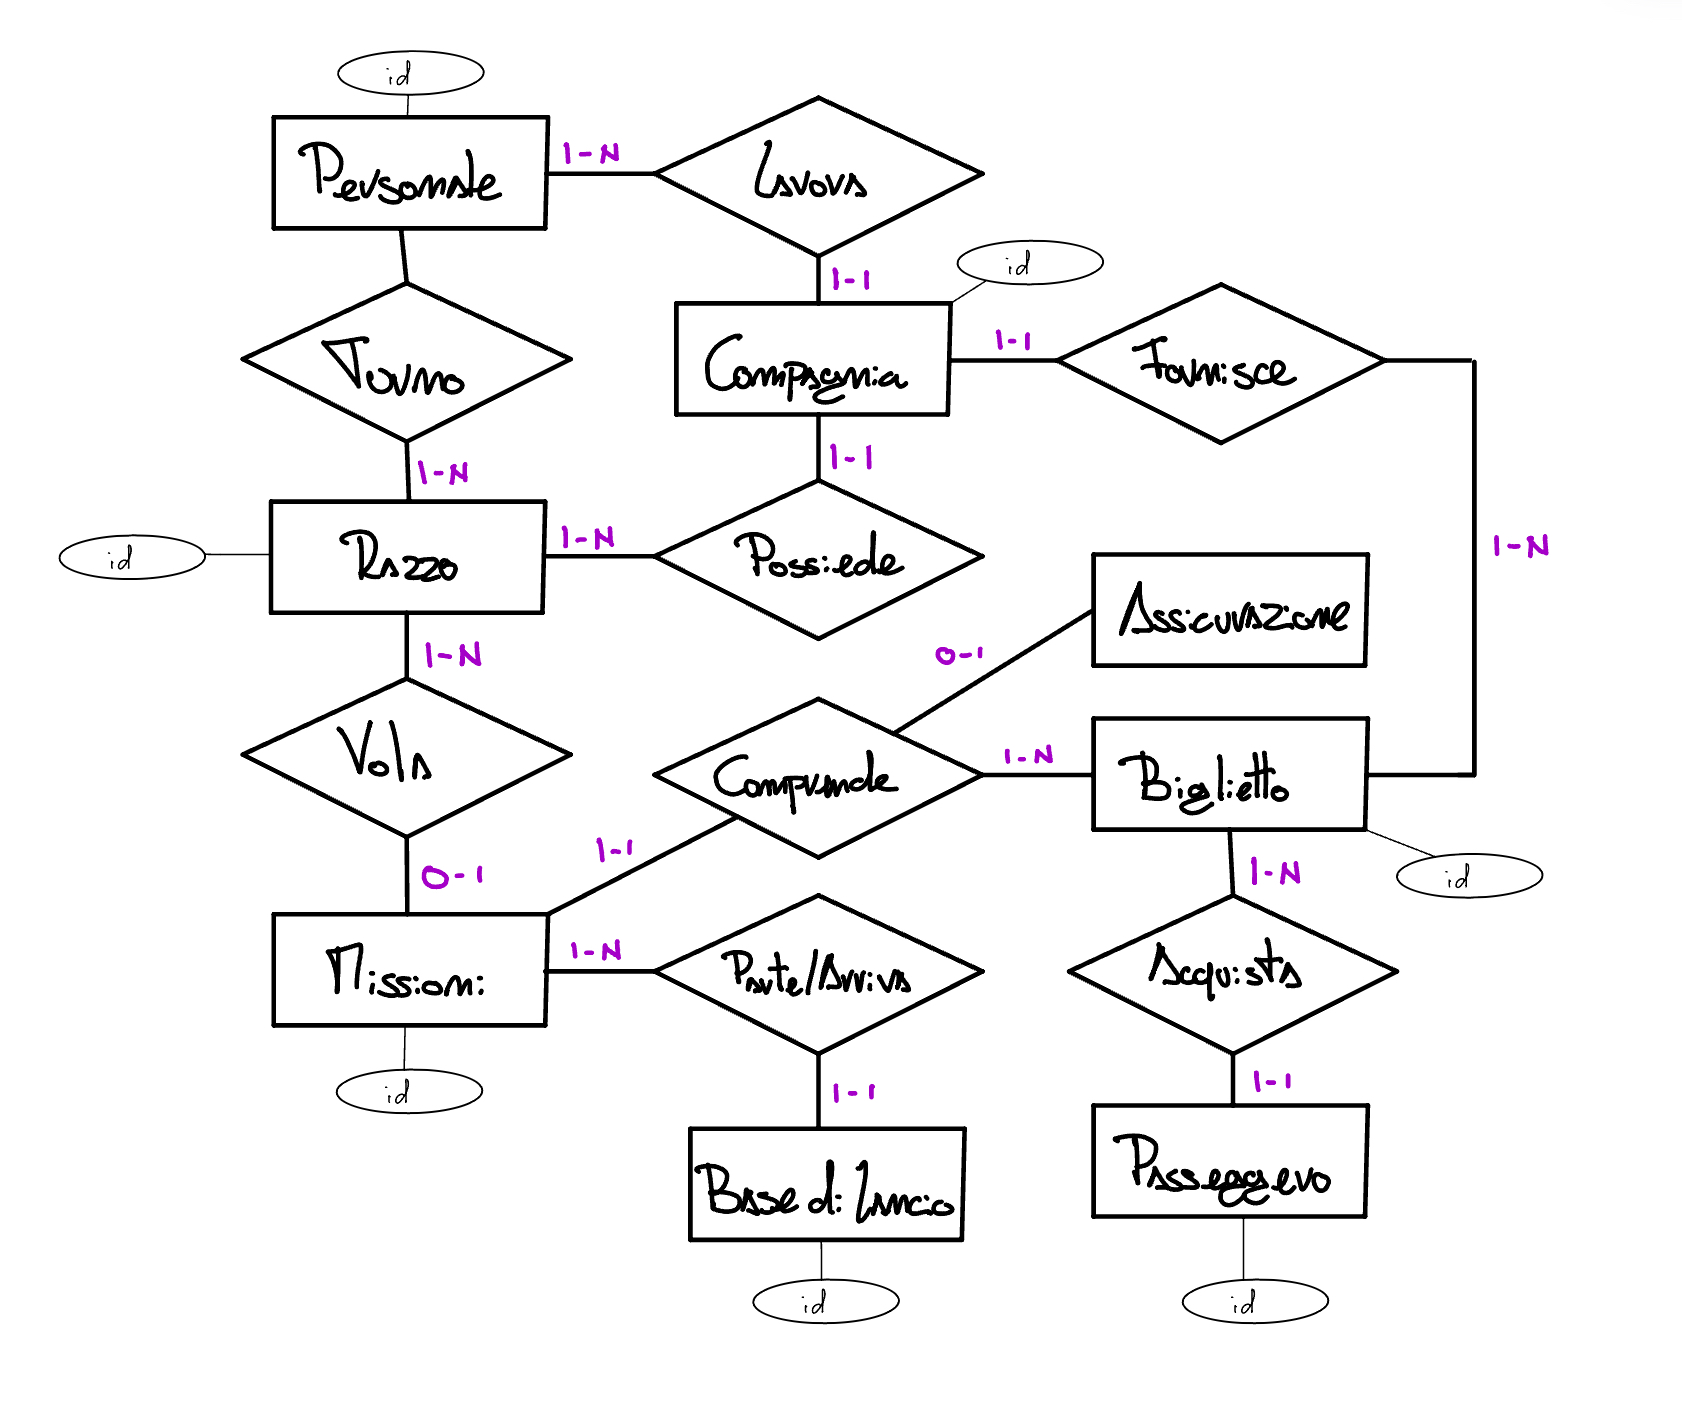 id
Personale
1-N
Lavora
1-1
id
Compagnia
1-1
Fornisce
Turno
1-N
1-1
id
Razzo
1-N
Possiede
1-N
Assicurazione
0-1
1-N
Vola
Comprende
1-N
Biglietto
0-1
1-1
1-N
id
Missioni
1-N
Parte/Arriva
Acquista
id
1-1
1-1
Base di Lancio
Passeggero
id
id